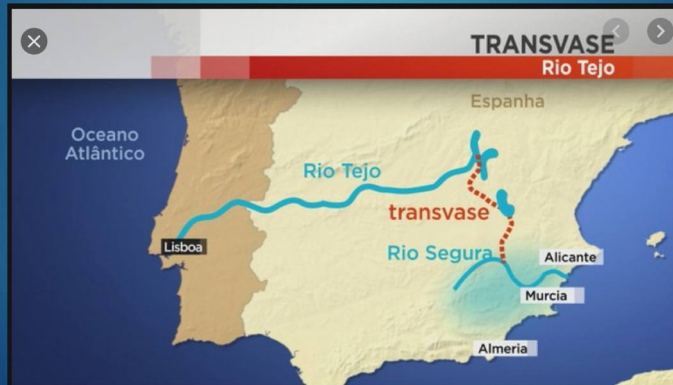 TRANSVASE
Rio Tejo
Espanha
Oceano
Atlântico
Rio Tejo
transvase
Lisboa
Rio Segura
Alicante
Murcia
Almeria